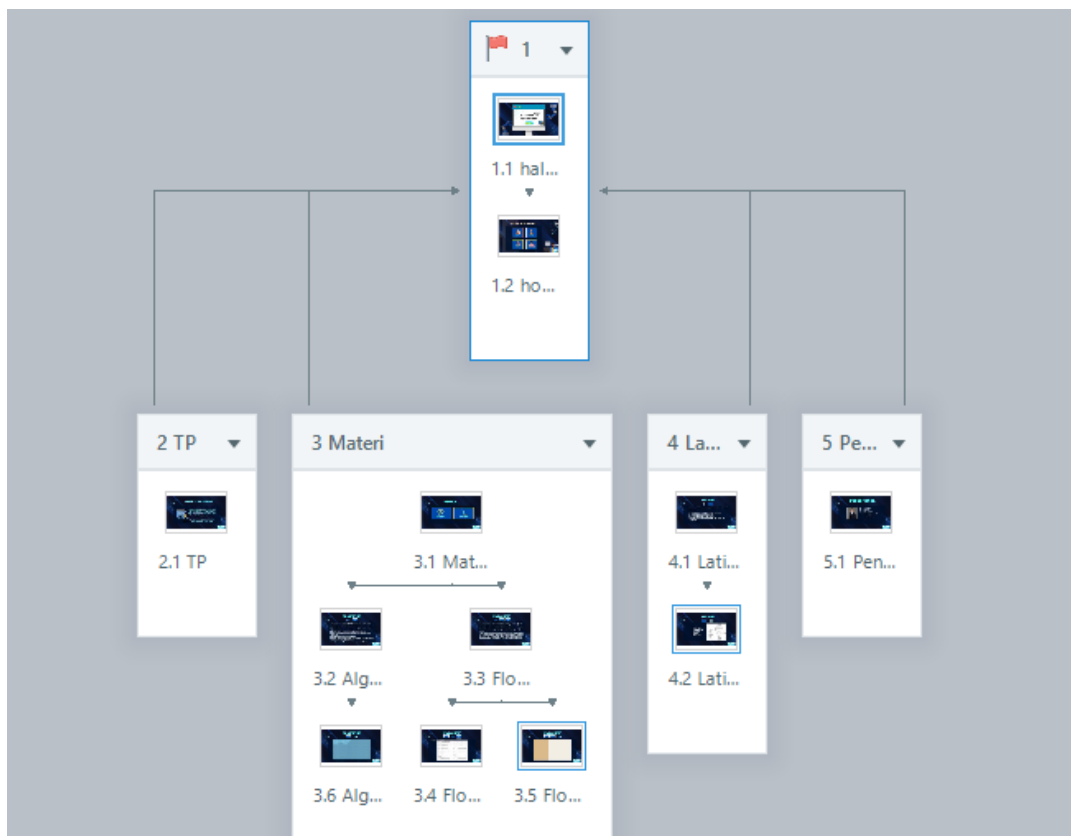 1
1.1 hal...
1.2 ho...
2 TP
3 Materi
4 La...
5 Pe...
2.1 TP
3.1 Mat...
4.1 Lati...
5.1 Pen...
3.2 Alg...
3.3 Flo...
4.2 Lati...
3.6 Alg...
3.4 Flo...
3.5 Flo...